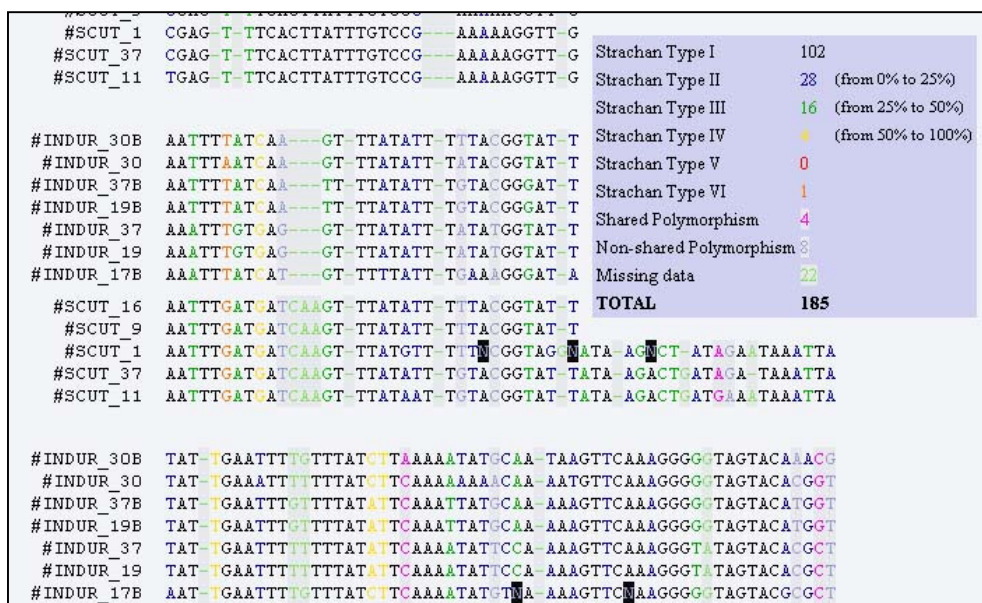 #SCUT_1 CGAG-T-TTCACTTATTTGTCCG---AAAAAGGTT-G
#SCUT_37 CGAG-T-TTCACTTATTTGTCCG---AAAAAGGTT-G
#SCUT_11 TGAG-T-TTCACTTATTTGTCCG---AAAAAGGTT-G
#INDUR_30B AATTTTATCAA---GT-TTATATT-TTTACGGTAT-T
#INDUR_30 AATTTAATCAA---GT-TTATATT-TTTACGGTAT-T
#INDUR_37B AATTTTATCAA---TT-TTATATT-TGTACGGGAT-T
#INDUR_19B AATTTTATCAA---TT-TTATATT-TGTACGGGAT-T
#INDUR_37 AAATTTGTGAG---GT-TTATATT-TATATGGTAT-T
#INDUR_19 AAATTTGTGAG---GT-TTATATT-TATATGGTAT-T
#INDUR_17B AAATTTATCAT---GT-TTTATAT-TGAAAGGAT-A
#SCUT_16 AATTTGATGATCAAGT-TTATATT-TTTACGGTAT-T
#SCUT_9 AATTTGATGATCAAGT-TTATATT-TTTACGGTAT-T
#SCUT_1 AATTTGATGATCAAGT-TTATGTT-TTTNCGGTAGGNATA-AGNCT-ATAGAATAAATTA
#SCUT_37 AATTTGATGATCAAGT-TTATATT-TGTACGGTAT-TATA-AGACTGATAGA-TAAATTA
#SCUT_11 AATTTGATGATCAAGT-TTATAAT-TGTACGGTAT-TATA-AGACTGATGAAATAAATTA
#INDUR_30B TAT-TGAATTTTGTTTATCTTAAAAATATGCAA-TAAGTTCAAAGGGGGTAGTACAAACG
#INDUR_30 TAT-TGAAATTTTTTTATCTTCAAAAAAAACAA-AATGTTCAAAGGGGGTAGTACACGGT
#INDUR_37B TAT-TGAATTTGTTTTATATTCAAATTATGCAA-AAAGTTCAAAGGGGGTAGTACATGGT
#INDUR_19B TAT-TGAATTTGTTTTATATTCAAATTATGCAA-AAAGTTCAAAGGGGGTAGTACATGGT
#INDUR_37 TAT-TGAATTTTTTTTATATTCAAAATATTCCA-AAAGTTCAAAGGGTATAGTACACGCT
#INDUR_19 TAT-TGAATTTTTTTTATATTCAAAATATTCCA-AAAGTTCAAAGGGTATAGTACACGCT
#INDUR_17B AAT-TGAATTTTGTTTATCTTCAAAATATGTNA-AAAGTTCNAAGGGGGTAGTACGCGCT
Strachan Type I 102
Strachan Type II 28 (from 0% to 25%)
Strachan Type III 16 (from 25% to 50%)
Strachan Type IV 4 (from 50% to 100%)
Strachan Type V 0
Strachan Type VI 1
Shared Polymorphism 4
Non-shared Polymorphism 8
Missing data 22
TOTAL 185